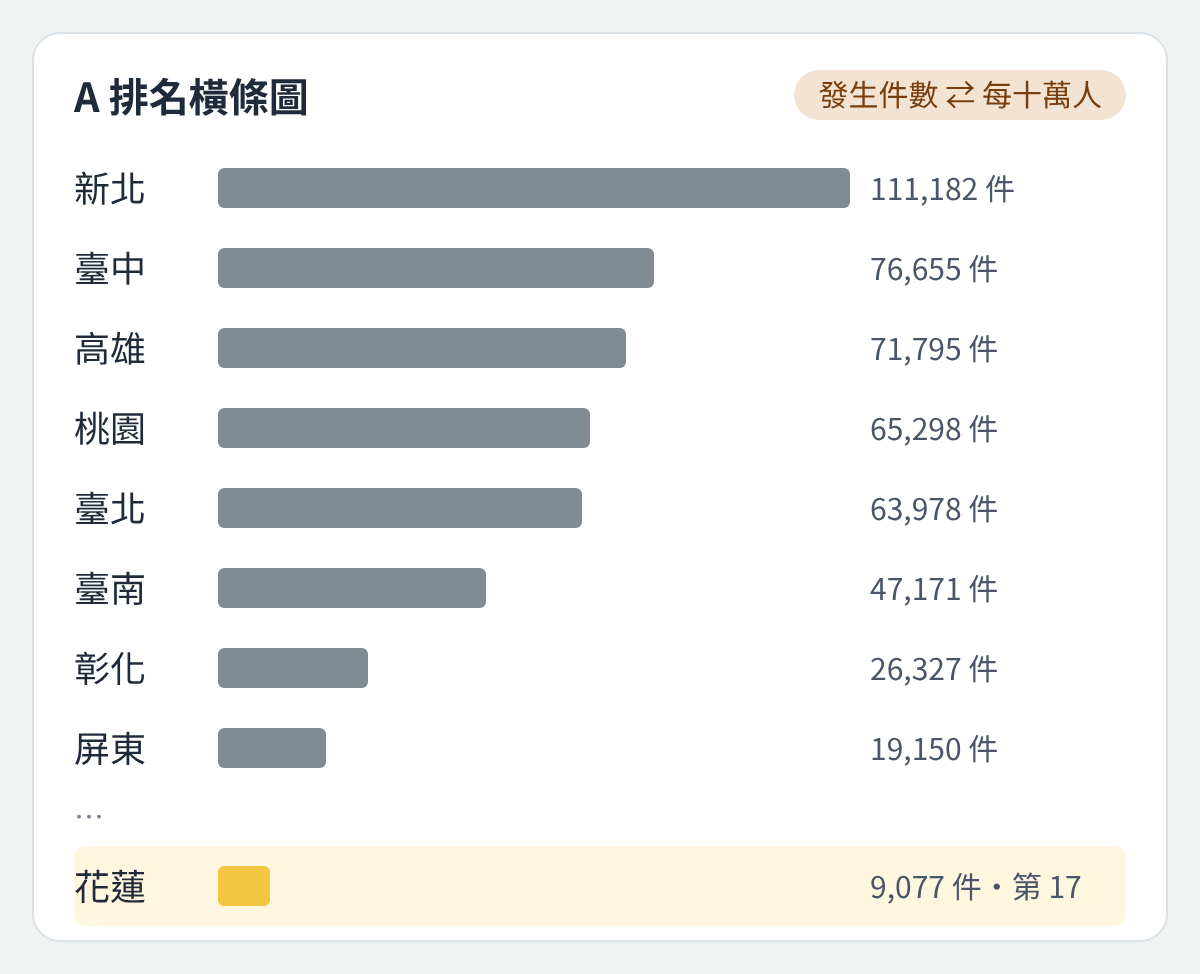 A 排名橫條圖
發生件數 ⇄ 每十萬人
新北 111,182 件
臺中 76,655 件
高雄 71,795 件
桃園 65,298 件
臺北 63,978 件
臺南 47,171 件
彰化 26,327 件
屏東 19,150 件
…
花蓮 9,077 件・第 17